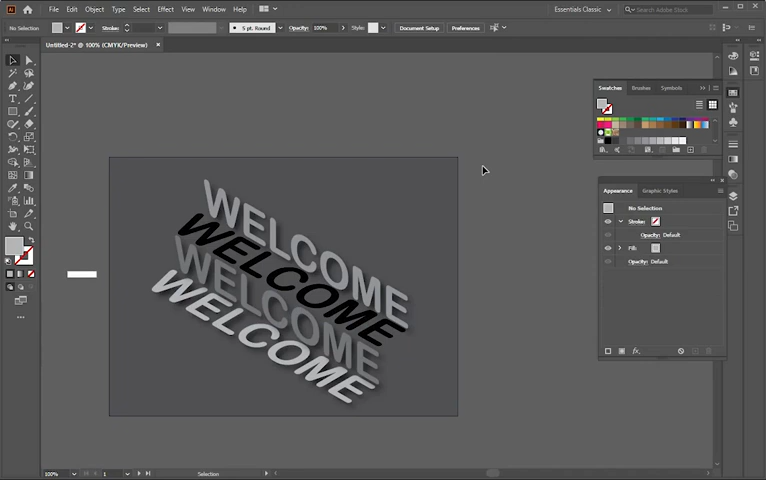 Ai File Edit Object Type Select Effect View Window Help Essentials Classic Search Adobe Stock
No Selection Stroke: 5 pt. Round Opacity: 100% Style: Document Setup Preferences
Untitled-2* @ 100% (CMYK/Preview) ×
Swatches Brushes Symbols
Appearance Graphic Styles
No Selection
Stroke:
Opacity: Default
Fill:
Opacity: Default
fx
WELCOME
WELCOME
WELCOME
WELCOME
100% 1 Selection